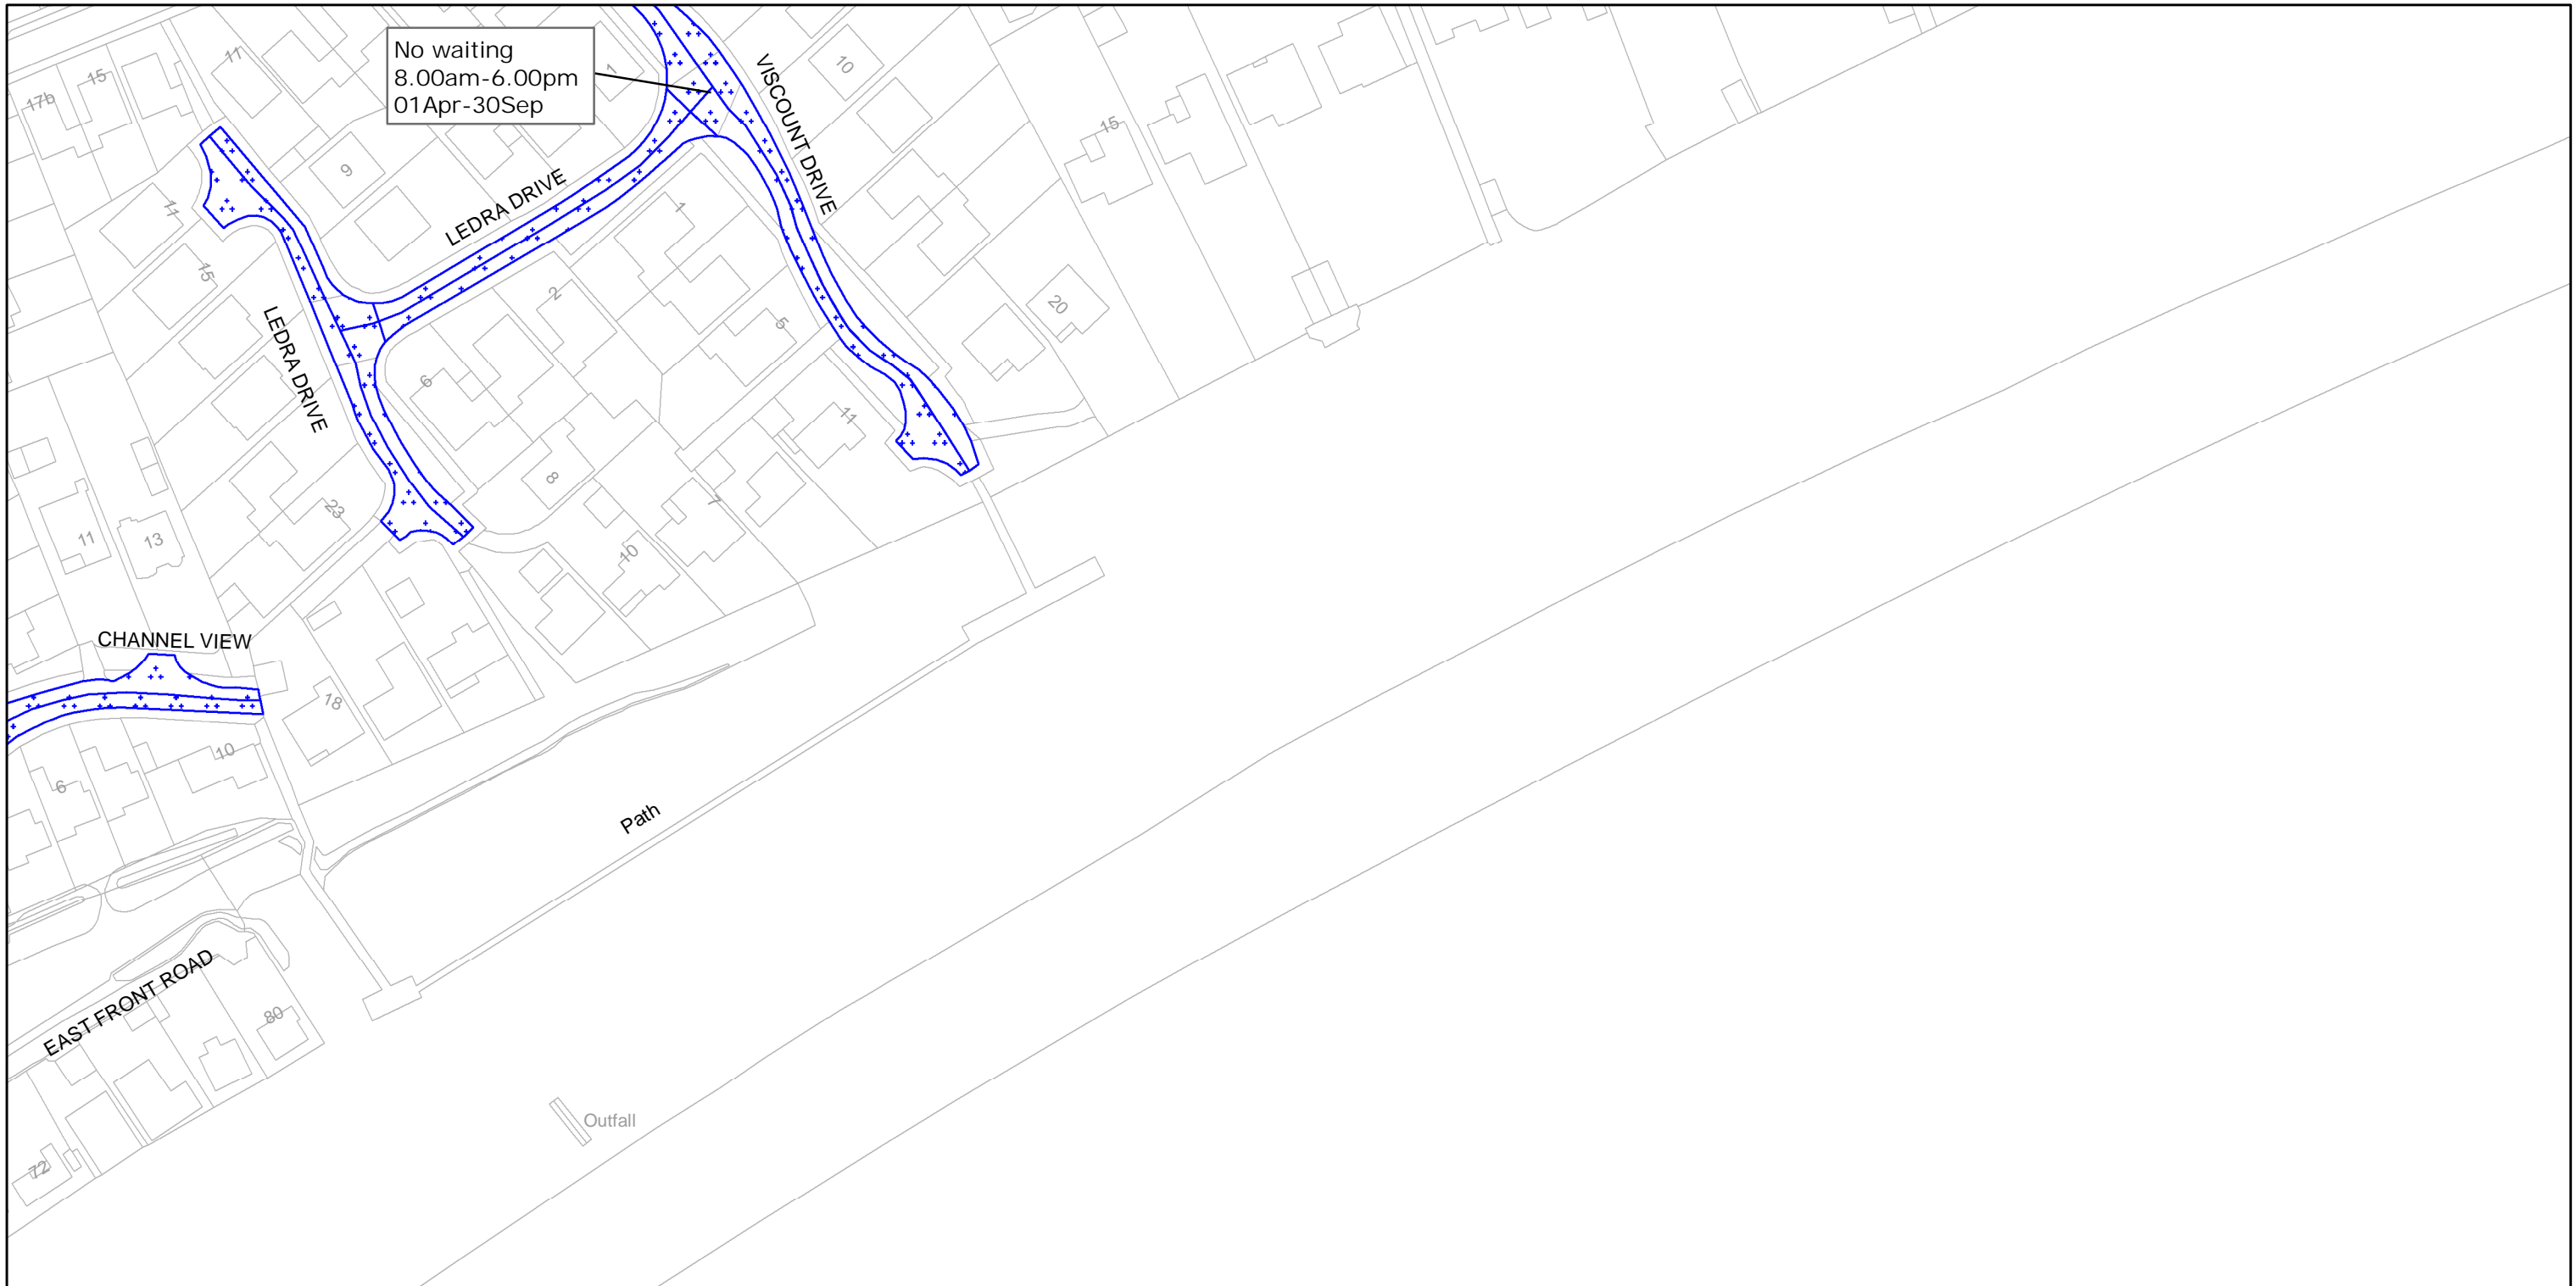 No waiting
8.00am-6.00pm
01Apr-30Sep
VISCOUNT DRIVE
LEDRA DRIVE
LEDRA DRIVE
CHANNEL VIEW
EAST FRONT ROAD
Path
Outfall
17b
15
11
1
10
15
9
11
15
1
2
5
20
6
11
8
7
10
23
11
13
18
10
6
80
72